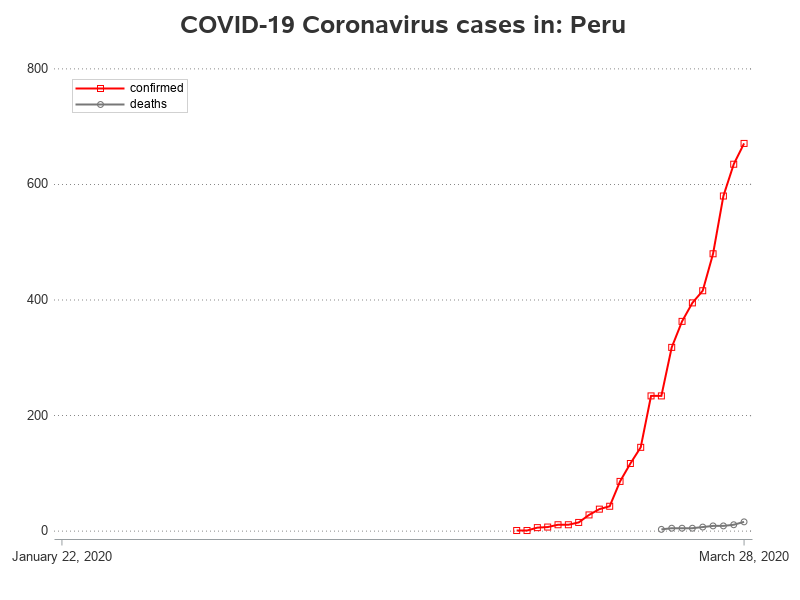 COVID-19 Coronavirus cases in: Peru
800
confirmed
deaths
600
400
200
0
January 22, 2020
March 28, 2020